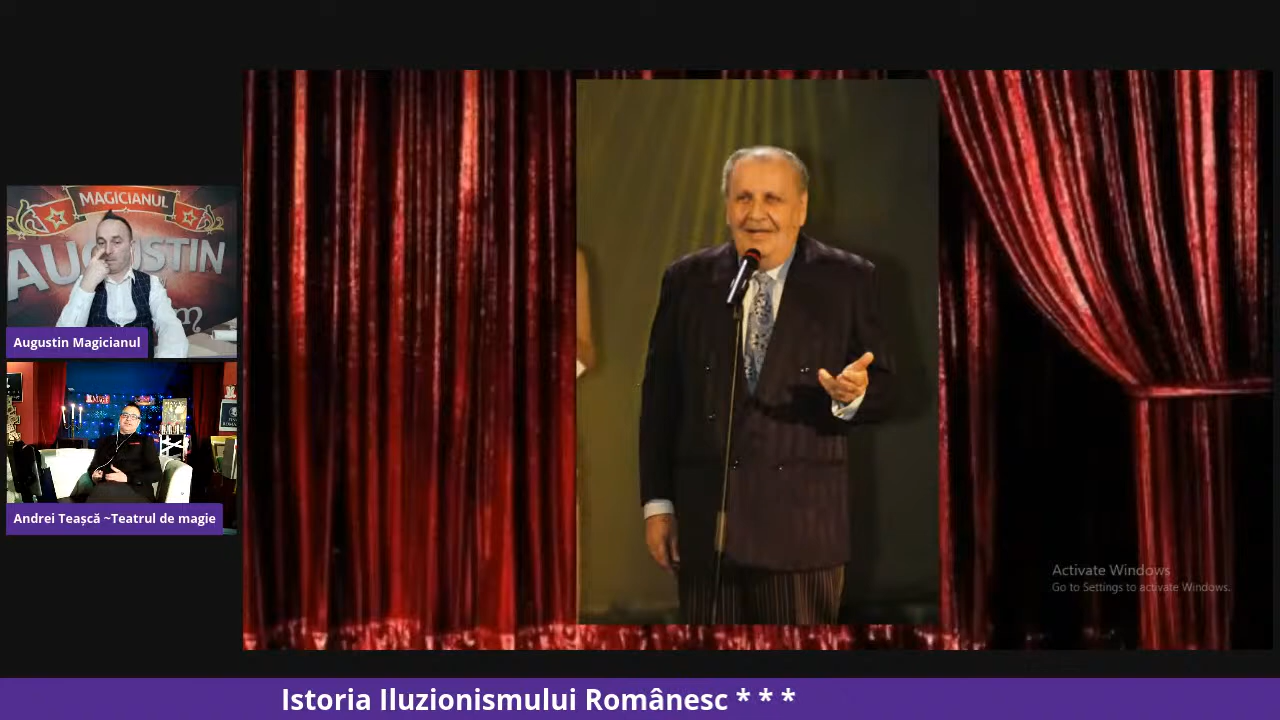 MAGICIANUL
AUGUSTIN
Augustin Magicianul
Andrei Teașcă ~Teatrul de magie
Activate Windows
Go to Settings to activate Windows.
Istoria Iluzionismului Românesc * * *